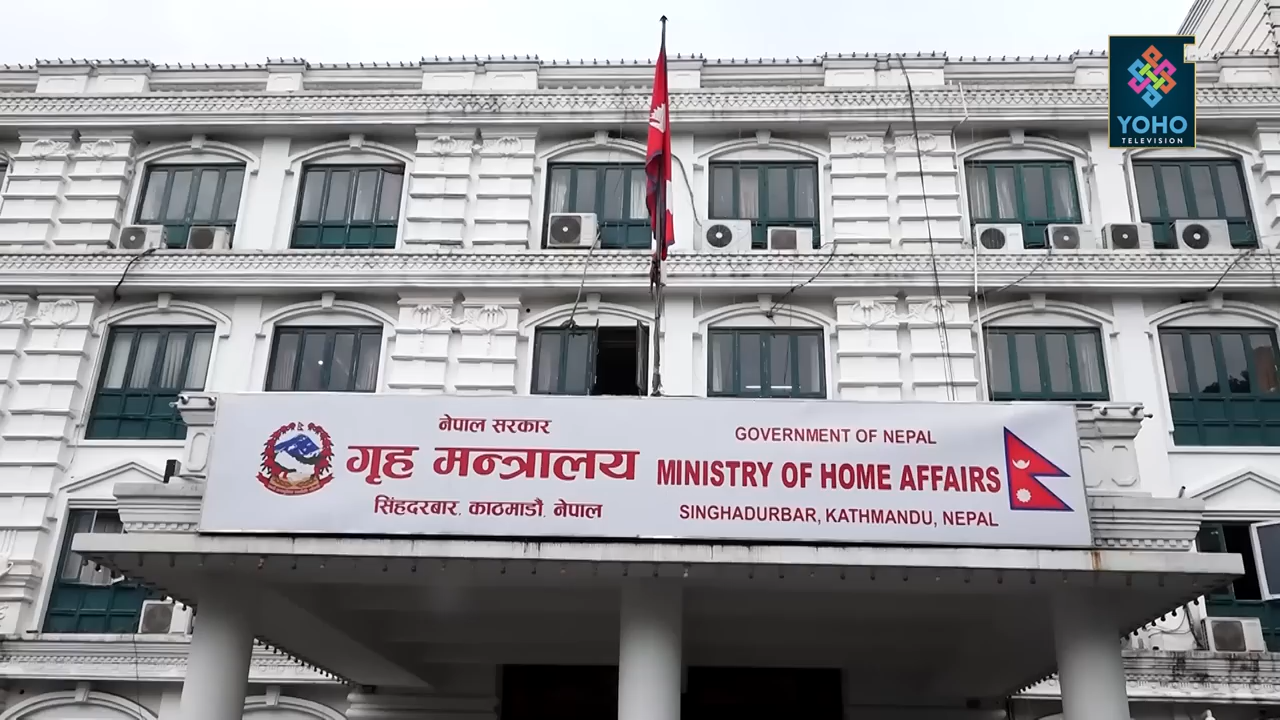 नेपाल सरकार
गृह मन्त्रालय
सिंहदरबार, काठमाडौं, नेपाल
GOVERNMENT OF NEPAL
MINISTRY OF HOME AFFAIRS
SINGHADURBAR, KATHMANDU, NEPAL
YOHO
TELEVISION